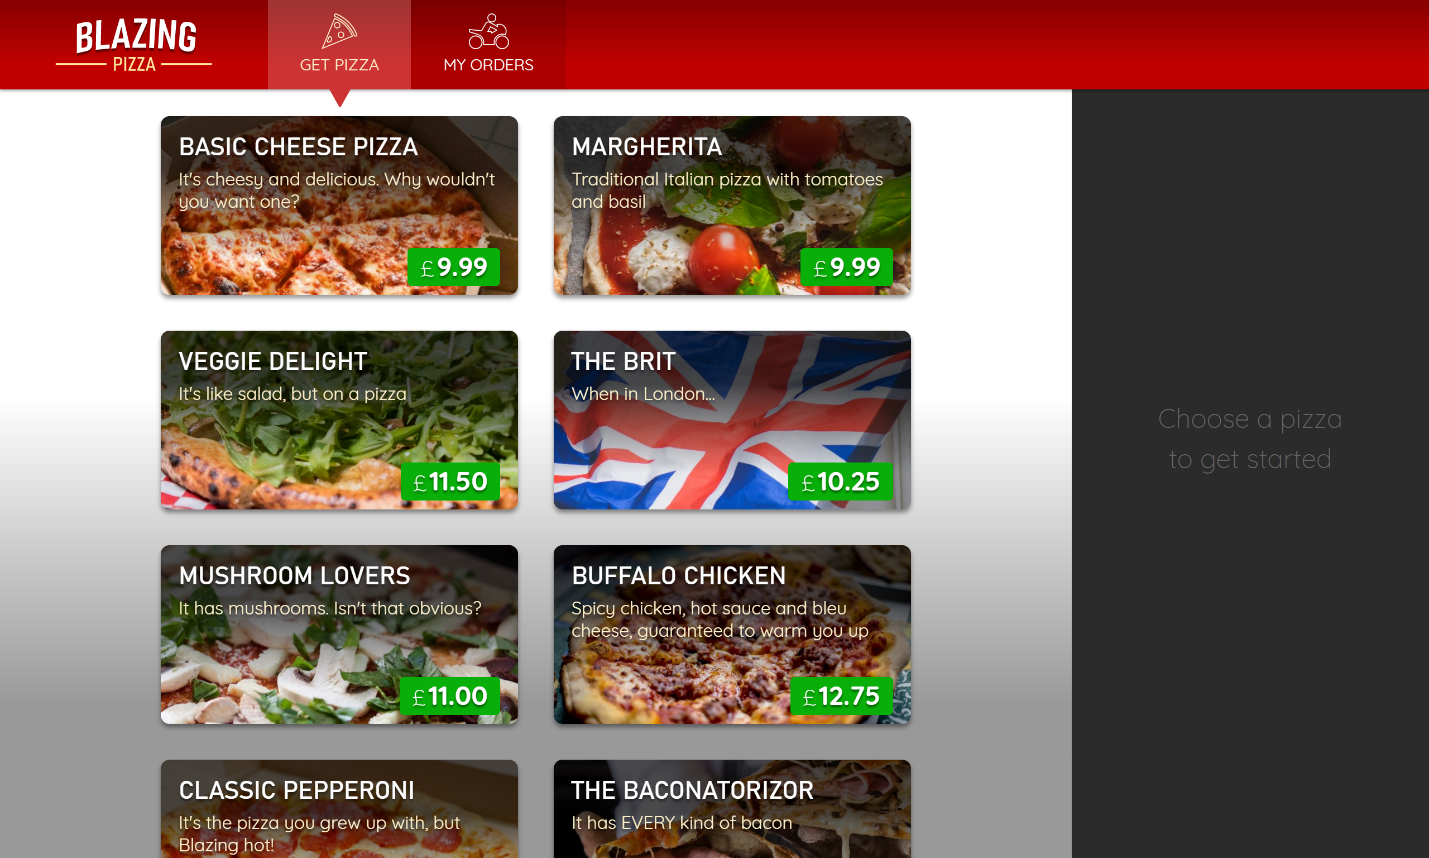 BLAZING
PIZZA
GET PIZZA
MY ORDERS
BASIC CHEESE PIZZA
It's cheesy and delicious. Why wouldn't
you want one?
£9.99
MARGHERITA
Traditional Italian pizza with tomatoes
and basil
£9.99
VEGGIE DELIGHT
It's like salad, but on a pizza
£11.50
THE BRIT
When in London...
£10.25
MUSHROOM LOVERS
It has mushrooms. Isn't that obvious?
£11.00
BUFFALO CHICKEN
Spicy chicken, hot sauce and bleu
cheese, guaranteed to warm you up
£12.75
CLASSIC PEPPERONI
It's the pizza you grew up with, but
Blazing hot!
THE BACONATORIZOR
It has EVERY kind of bacon
Choose a pizza
to get started